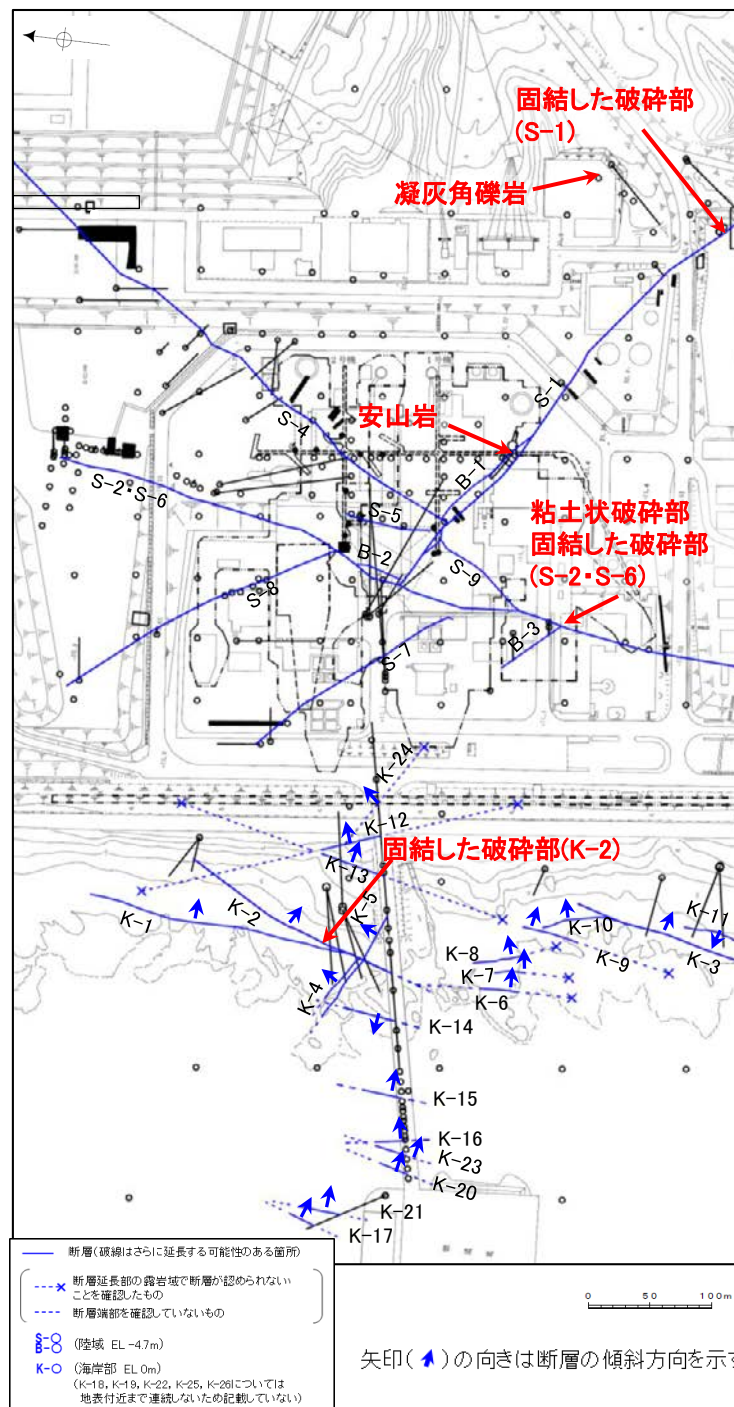 固結した破砕部
(S-1)
凝灰角礫岩
S-1
安山岩
S-4
B-1
S-2・S-6
S-5
粘土状破砕部
固結した破砕部
(S-2・S-6)
B-2
S-9
S-8
B-3
S-7
K-24
K-12
固結した破砕部(K-2)
K-13
K-5
K-1
K-2
K-10
K-11
K-8
K-9
K-3
K-7
K-4
K-6
K-14
K-15
K-16
K-23
K-20
K-21
K-17
断層(破線はさらに延長する可能性のある箇所)
断層延長部の露岩域で断層が認められない
ことを確認したもの
断層端部を確認していないもの
S-○
B-○ (陸域 EL -4.7m)
K-○ (海岸部 EL 0m)
(K-18, K-19, K-22, K-25, K-26については
地表付近まで連続しないため記載していない)
0 50 100m
矢印( )の向きは断層の傾斜方向を示す